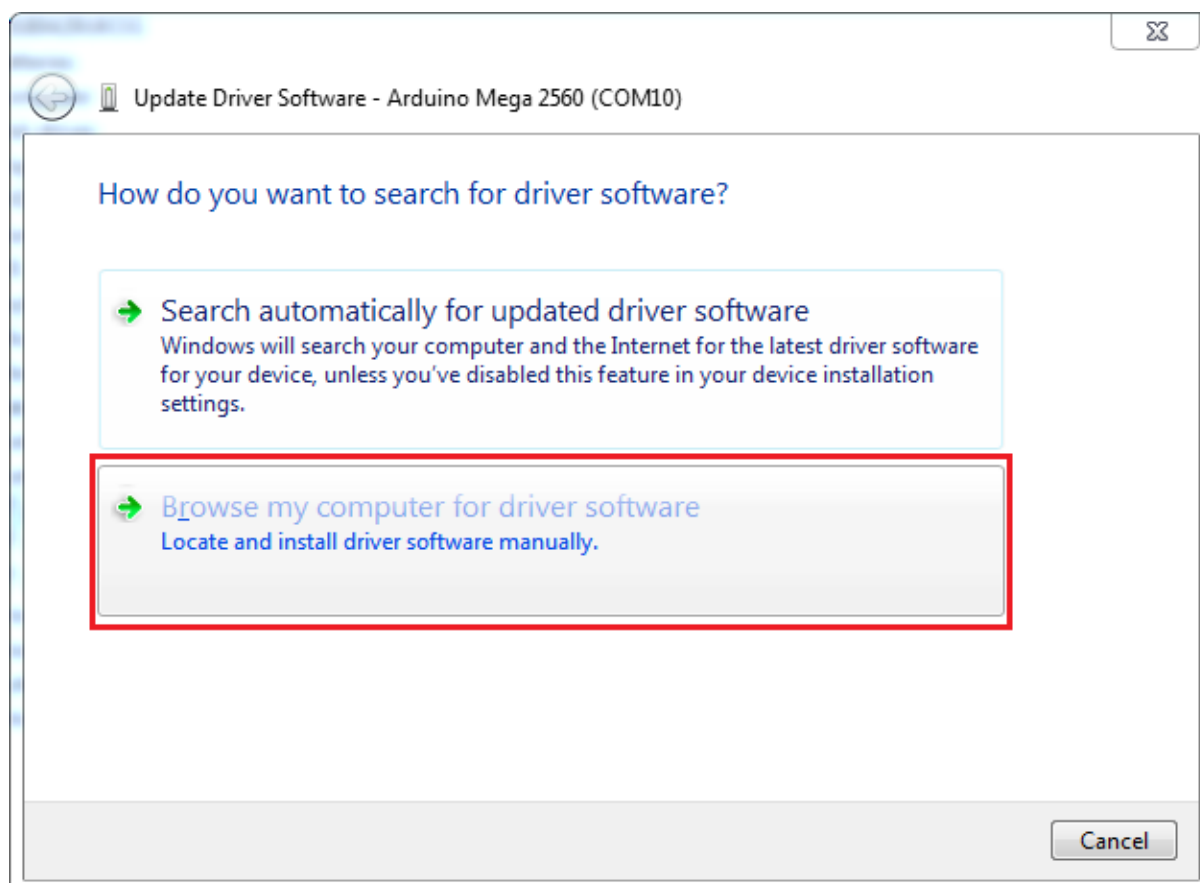 Update Driver Software - Arduino Mega 2560 (COM10)
How do you want to search for driver software?
Search automatically for updated driver software
Windows will search your computer and the Internet for the latest driver software
for your device, unless you've disabled this feature in your device installation
settings.
Browse my computer for driver software
Locate and install driver software manually.
Cancel